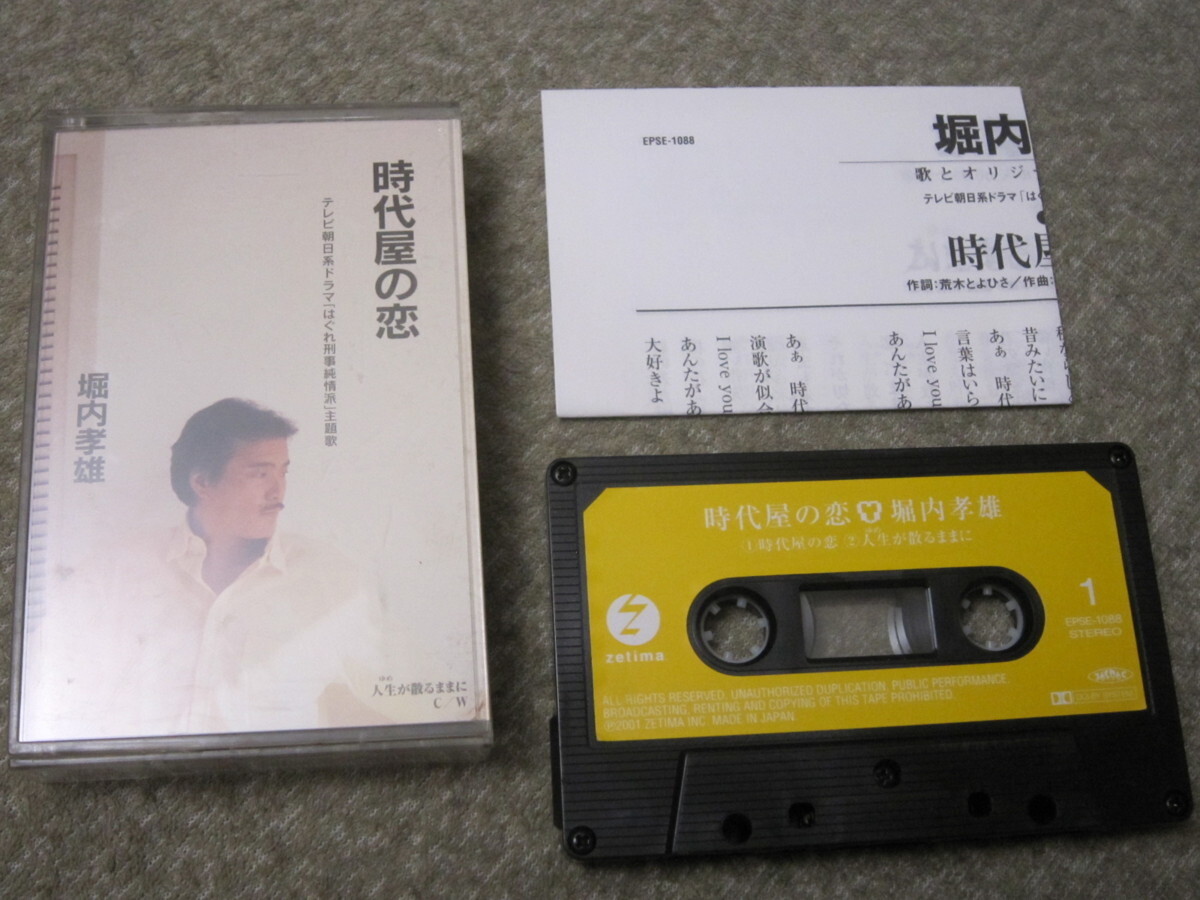 時代屋の恋
テレビ朝日系ドラマ「はぐれ刑事純情派」主題歌
堀内孝雄
ゆめ
人生が散るままに
C/W
EPSE-1088
堀内
歌とオリジ
テレビ朝日系ドラマ「はぐ
時代屋
作詞:荒木とよひさ/作曲:
昔みたいに
あぁ 時代
言葉はいら
I love you
あんたがあ
あぁ 時代
演歌が似合
I love you
あんたがあ
大好きよ
時代屋の恋 堀内孝雄
ゆめ
①時代屋の恋 ②人生が散るままに
zetima
1
EPSE-1088
STEREO
ALL RIGHTS RESERVED. UNAUTHORIZED DUPLICATION, PUBLIC PERFORMANCE,
BROADCASTING, RENTING AND COPYING OF THIS TAPE PROHIBITED.
℗2001 ZETIMA INC. MADE IN JAPAN.
DOLBY SYSTEM